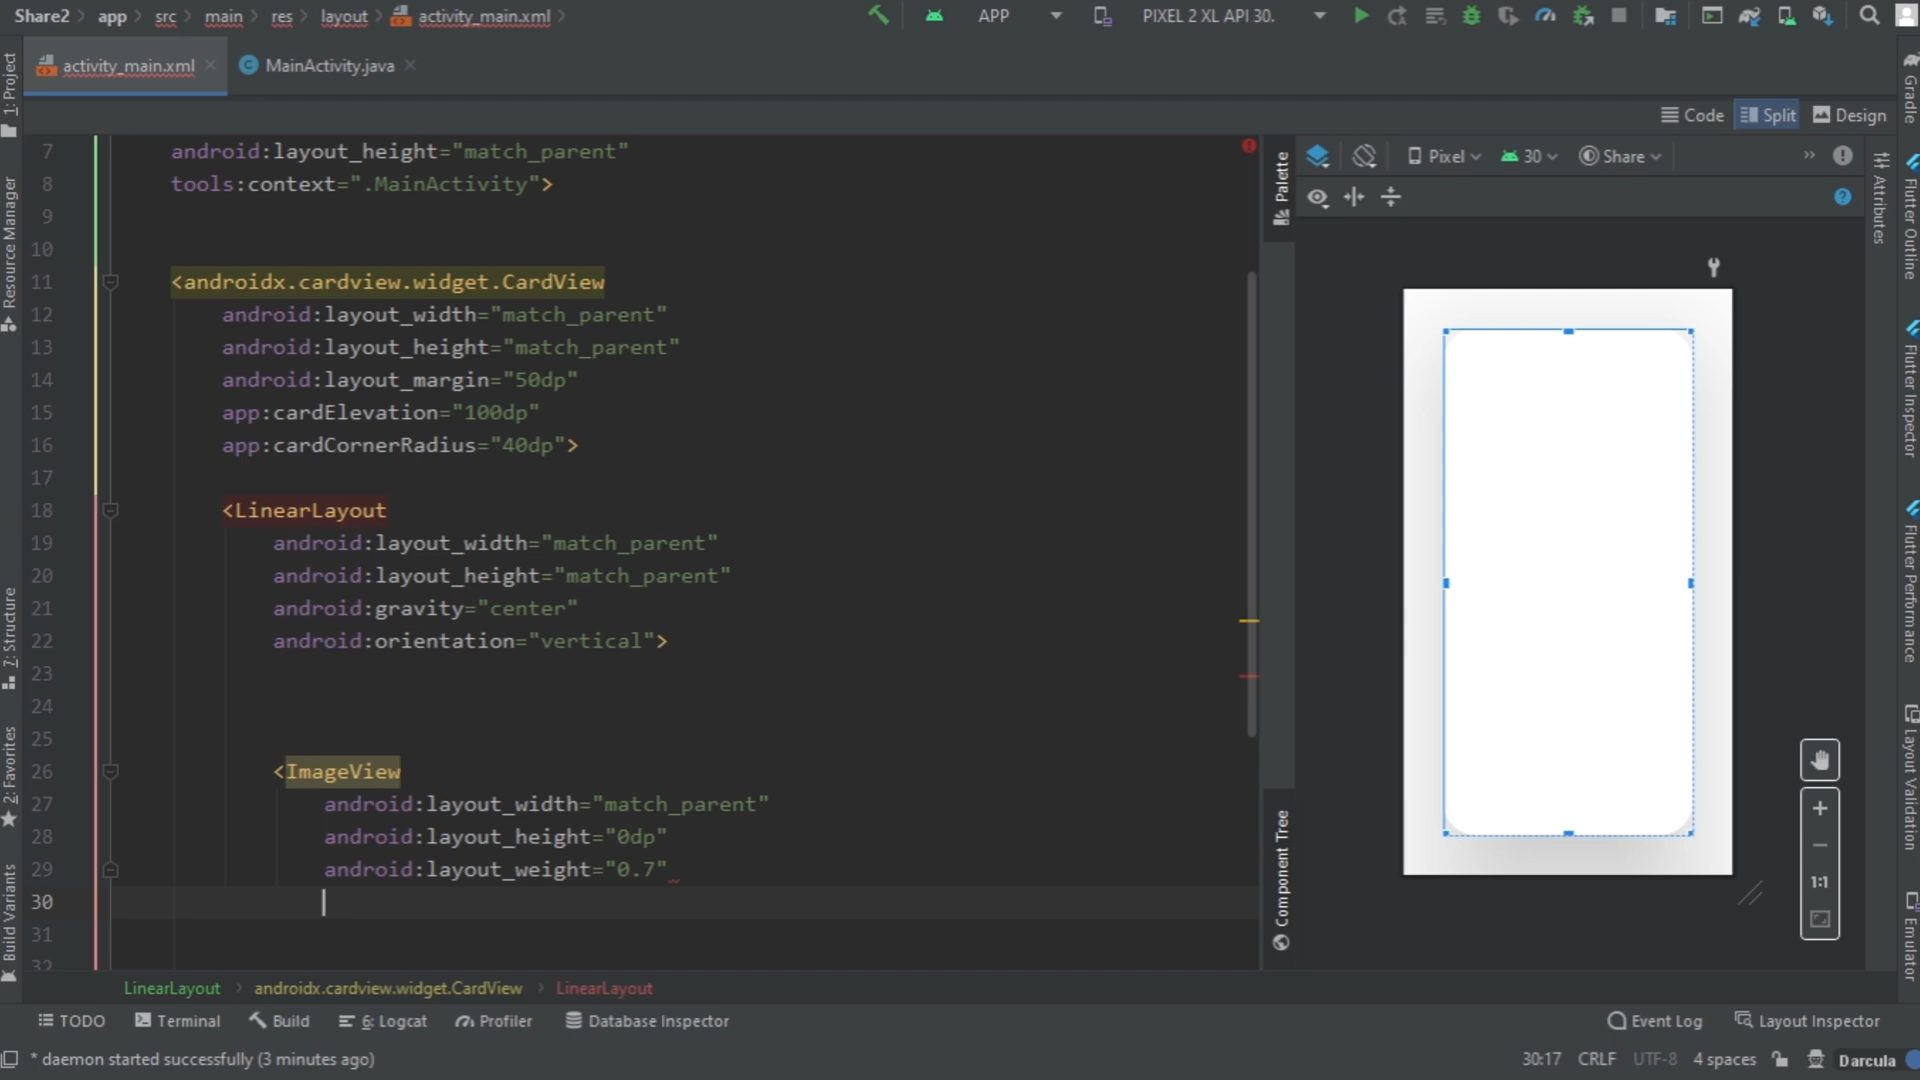 Share2 app src main res layout activity_main.xml APP PIXEL 2 XL API 30.
activity_main.xml MainActivity.java
Code Split Design
7 android:layout_height="match_parent"
8 tools:context=".MainActivity">
9
10
11 <androidx.cardview.widget.CardView
12 android:layout_width="match_parent"
13 android:layout_height="match_parent"
14 android:layout_margin="50dp"
15 app:cardElevation="100dp"
16 app:cardCornerRadius="40dp">
17
18 <LinearLayout
19 android:layout_width="match_parent"
20 android:layout_height="match_parent"
21 android:gravity="center"
22 android:orientation="vertical">
23
24
25
26 <ImageView
27 android:layout_width="match_parent"
28 android:layout_height="0dp"
29 android:layout_weight="0.7"
30
31
32
LinearLayout androidx.cardview.widget.CardView LinearLayout
Pixel 30 Share
1:1
Palette
Component Tree
Attributes
1: Project
Resource Manager
7: Structure
2: Favorites
Build Variants
Gradle
Flutter Outline
Flutter Inspector
Flutter Performance
Layout Validation
Emulator
TODO Terminal Build 6: Logcat Profiler Database Inspector Event Log Layout Inspector
* daemon started successfully (3 minutes ago) 30:17 CRLF UTF-8 4 spaces Darcula